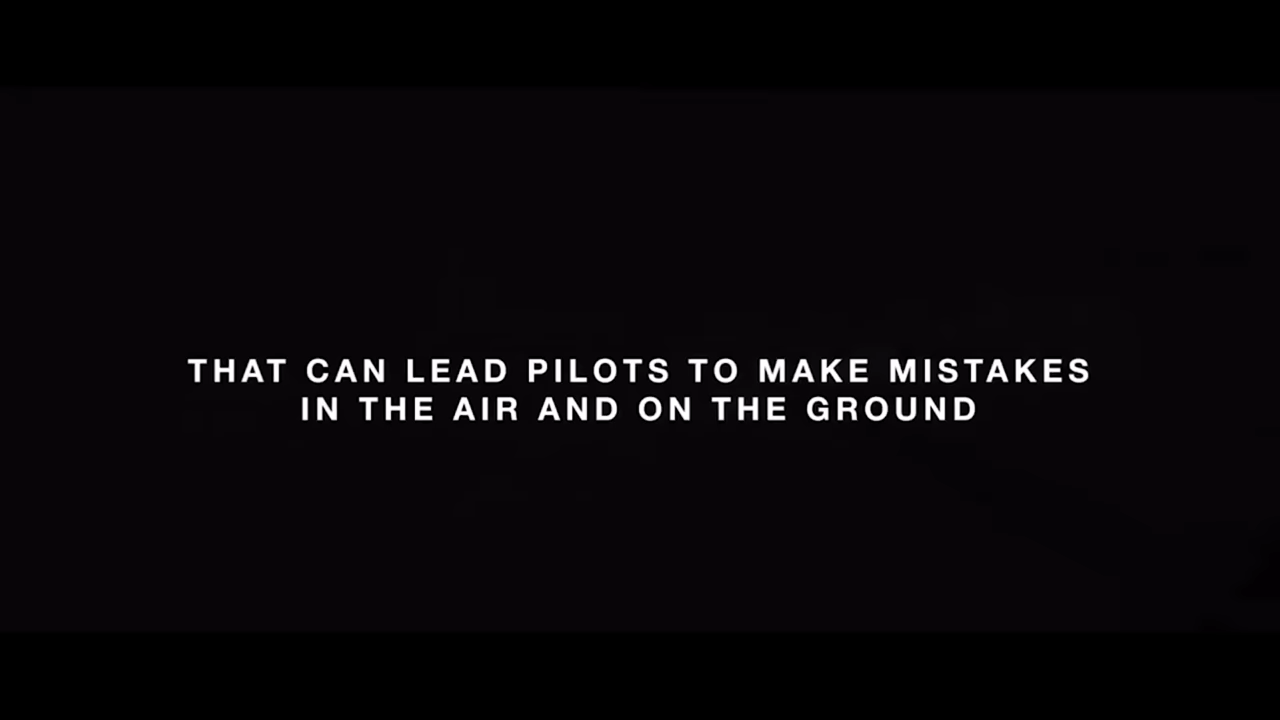 THAT CAN LEAD PILOTS TO MAKE MISTAKES
IN THE AIR AND ON THE GROUND